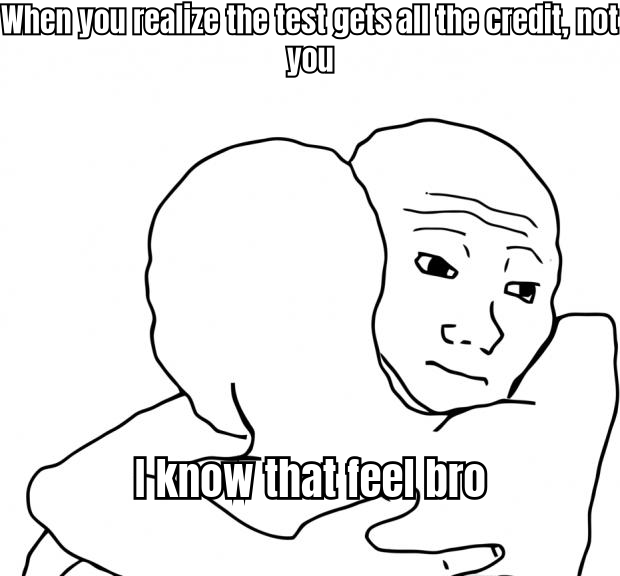 When you realize the test gets all the credit, not
you
I know that feel bro